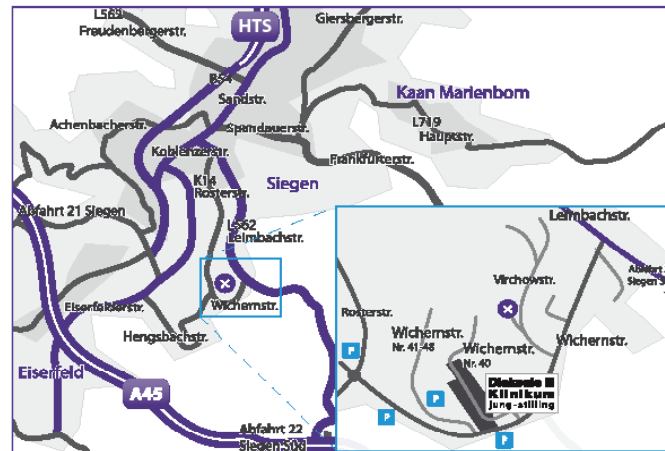 L562
Freudenbergerstr.
HTS
Giersbergerstr.
B54
Sandstr.
Kaan Marienborn
Achenbacherstr.
Spandauerstr.
L719
Hauptstr.
Koblenzerstr.
Frankfurterstr.
K14
Rosterstr.
Siegen
Abfahrt 21 Siegen
L562
Leimbachstr.
Leimbachstr.
Virchowstr.
Eiserfelderstr.
Wichernstr.
Rosterstr.
Hengsbachstr.
Wichernstr.
Nr. 41-48
Wichernstr.
Nr. 40
Wichernstr.
Eiserfeld
P
Diakonie
Klinikum
Jung-stilling
A45
P
P
P
Abfahrt 22
Siegen Süd